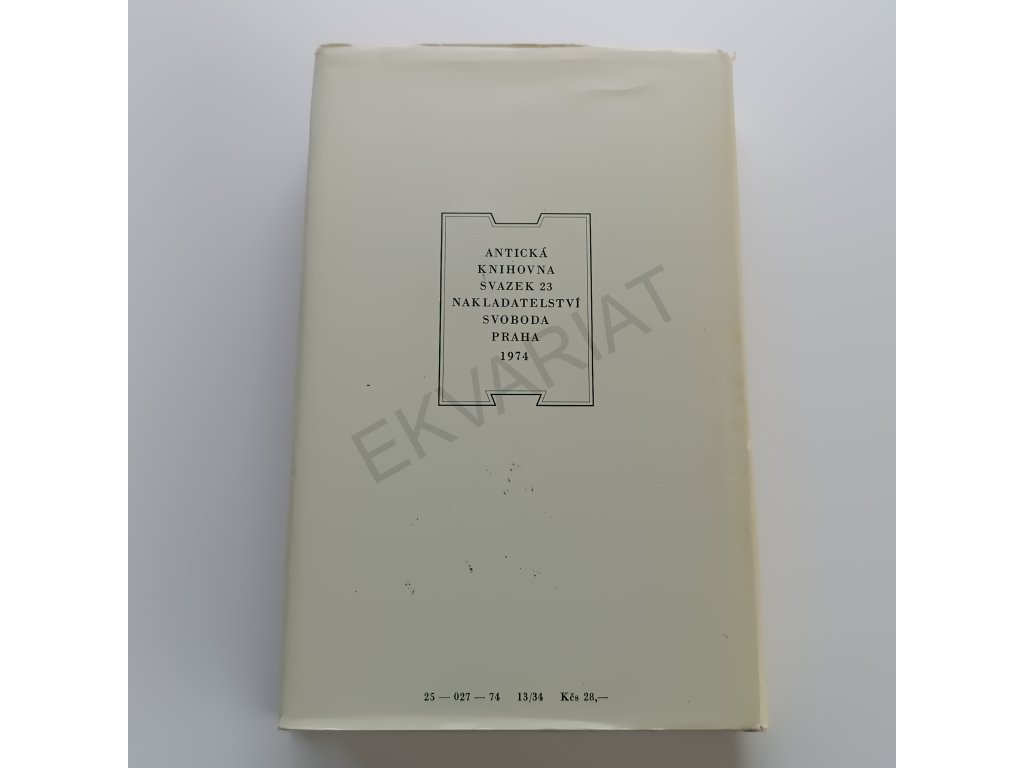 ANTICKÁ
KNIHOVNA
SVAZEK 23
NAKLADATELSTVÍ
SVOBODA
PRAHA
1974
EKVARIAT
25 — 027 — 74 13/34 Kčs 28,—